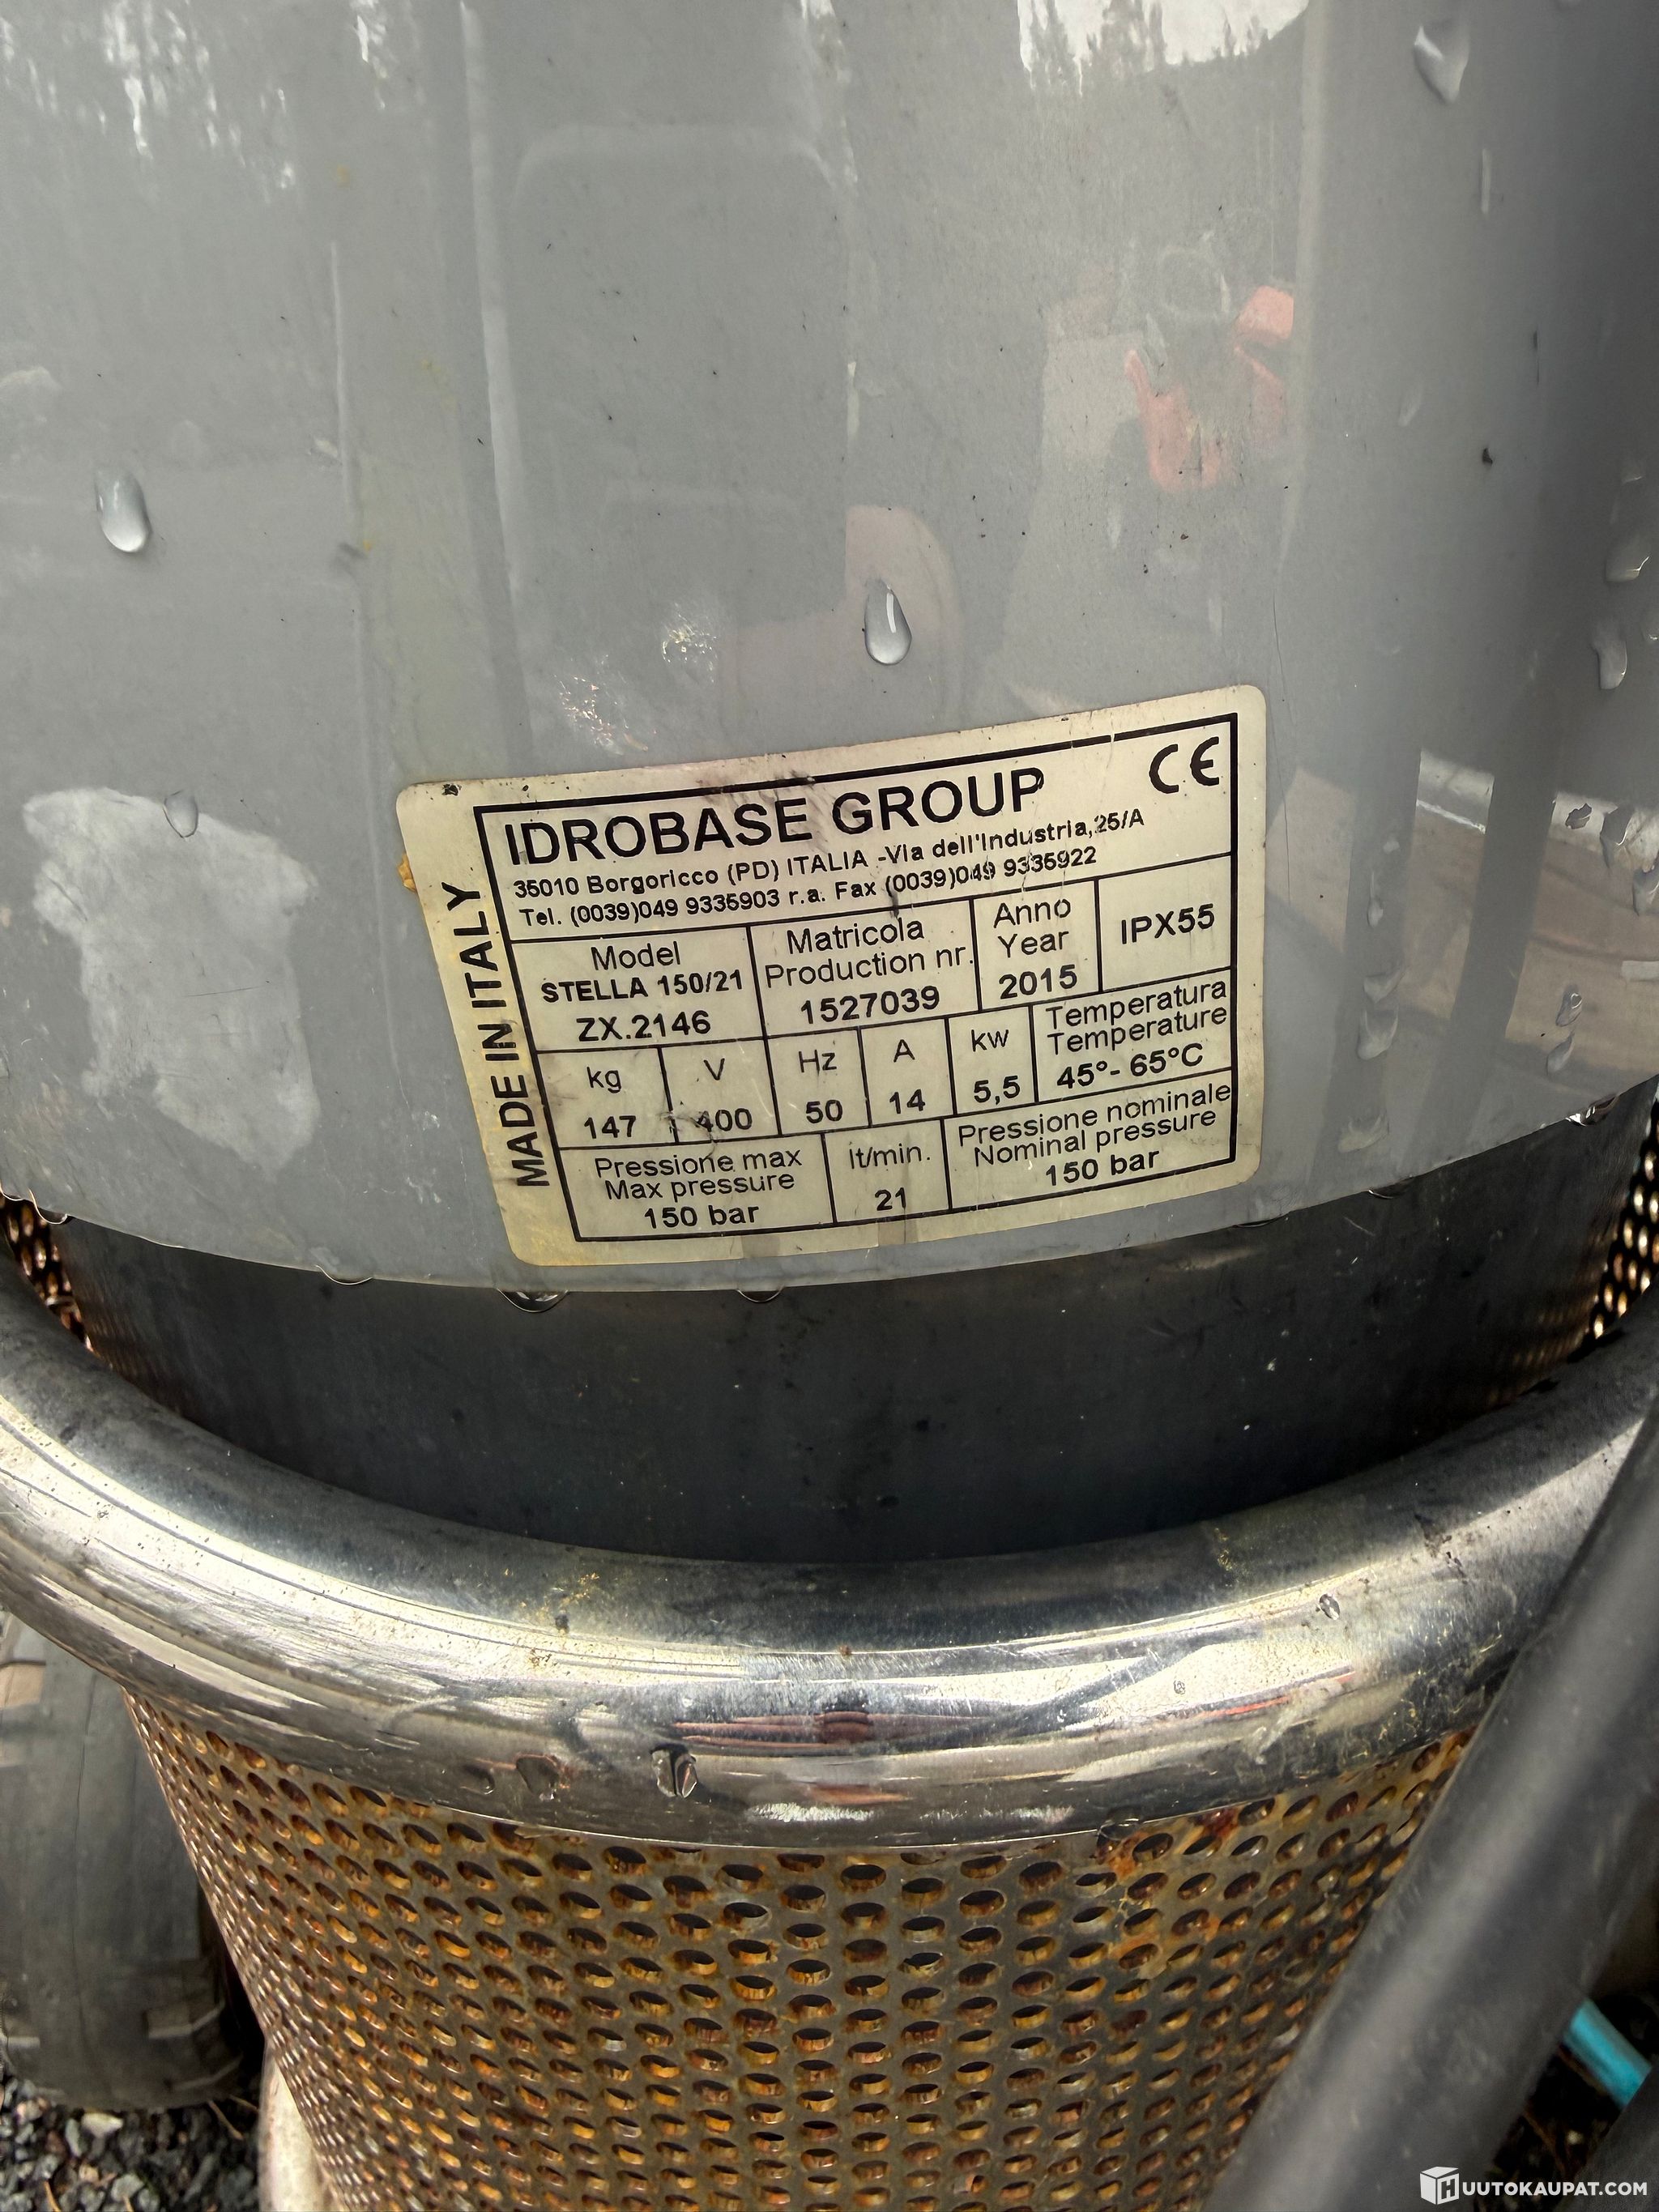 IDROBASE GROUP CE
35010 Borgoricco (PD) ITALIA -Via dell'Industria,25/A
Tel. (0039)049 9335903 r.a. Fax (0039)049 9335922
MADE IN ITALY
Model
STELLA 150/21
ZX.2146
Matricola
Production nr.
1527039
Anno
Year
2015
IPX55
kg
147
V
400
Hz
50
A
14
kw
5,5
Temperatura
Temperature
45°- 65°C
Pressione max
Max pressure
150 bar
lt/min.
21
Pressione nominale
Nominal pressure
150 bar
HUUTOKAUPAT.COM